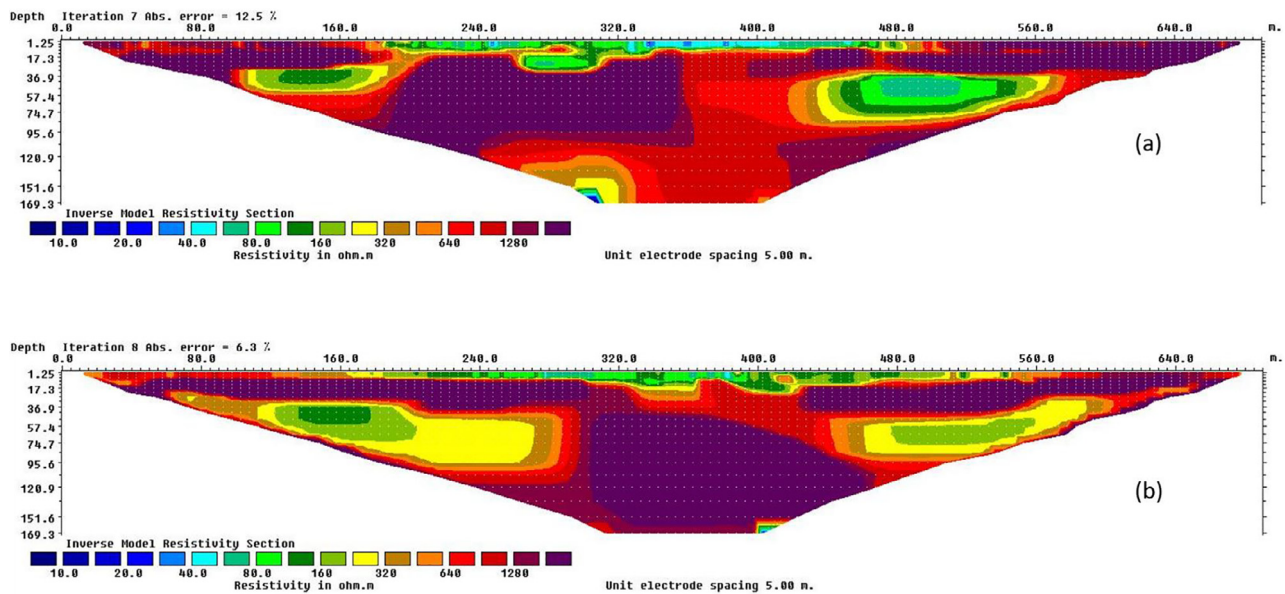 Depth Iteration 7 Abs. error = 12.5 %
0.0 80.0 160.0 240.0 320.0 400.0 480.0 560.0 640.0 m.
1.25
17.3
36.9
57.4
74.7
95.6
120.9
151.6
169.3
(a)
Inverse Model Resistivity Section
10.0 20.0 40.0 80.0 160 320 640 1280
Resistivity in ohm.m Unit electrode spacing 5.00 m.
Depth Iteration 8 Abs. error = 6.3 %
0.0 80.0 160.0 240.0 320.0 400.0 480.0 560.0 640.0 m.
1.25
17.3
36.9
57.4
74.7
95.6
120.9
151.6
169.3
(b)
Inverse Model Resistivity Section
10.0 20.0 40.0 80.0 160 320 640 1280
Resistivity in ohm.m Unit electrode spacing 5.00 m.